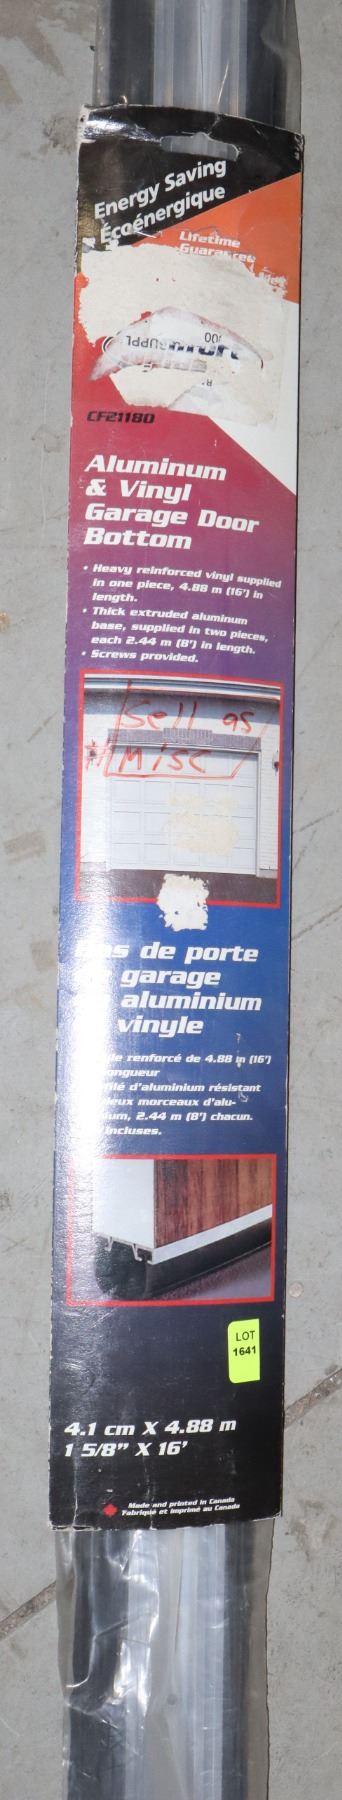 Energy Saving
Écoénergique
Lifetime
Guarantee
CF21180
Aluminum
& Vinyl
Garage Door
Bottom
• Heavy reinforced vinyl supplied
in one piece, 4.88 m (16') in
length.
• Thick extruded aluminum
base, supplied in two pieces,
each 2.44 m (8') in length.
• Screws provided.
Sell as
Misc
de porte
garage
aluminium
vinyle
renforcé de 4.88 m (16')
d'aluminium résistant
morceaux d'alu-
2.44 m (8') chacun.
incluses.
LOT
1641
4.1 cm X 4.88 m
1 5/8" X 16'
Made and printed in Canada
Fabriqué et imprimé au Canada